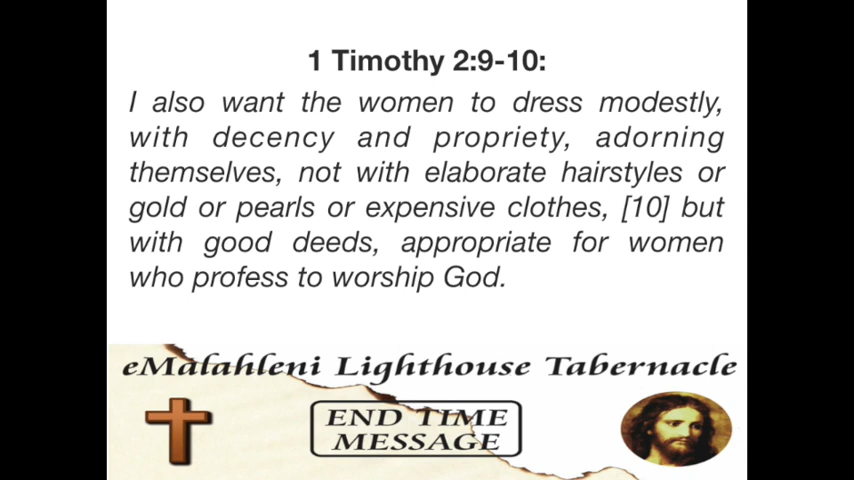 1 Timothy 2:9-10:
I also want the women to dress modestly,
with decency and propriety, adorning
themselves, not with elaborate hairstyles or
gold or pearls or expensive clothes, [10] but
with good deeds, appropriate for women
who profess to worship God.
eMalahleni Lighthouse Tabernacle
END TIME
MESSAGE